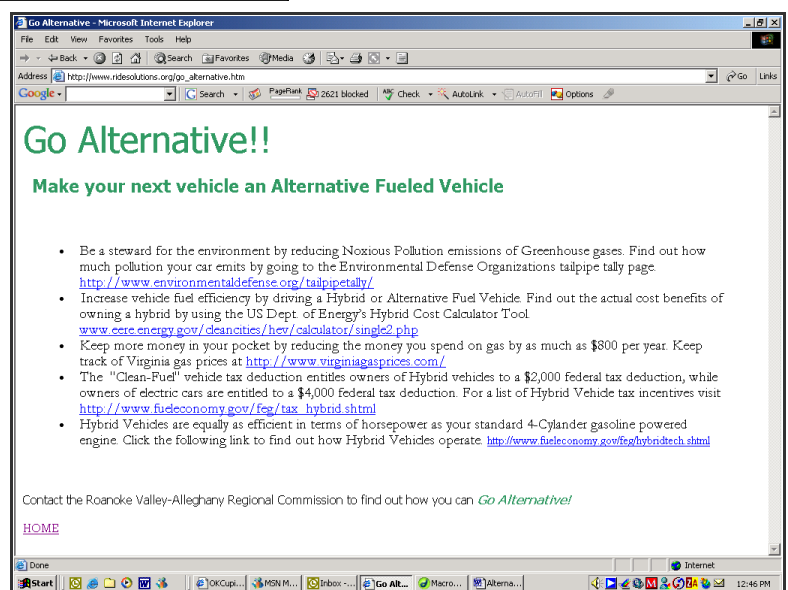 Go Alternative - Microsoft Internet Explorer
File Edit View Favorites Tools Help
Back Search Favorites Media
Address http://www.ridesolutions.org/go_alternative.htm Go Links
Google Search PageRank 2621 blocked ABC Check AutoLink AutoFill Options
Go Alternative!!
Make your next vehicle an Alternative Fueled Vehicle
• Be a steward for the environment by reducing Noxious Pollution emissions of Greenhouse gases. Find out how
much pollution your car emits by going to the Environmental Defense Organizations tailpipe tally page.
http://www.environmentaldefense.org/tailpipetally/
• Increase vehicle fuel efficiency by driving a Hybrid or Alternative Fuel Vehicle. Find out the actual cost benefits of
owning a hybrid by using the US Dept. of Energy's Hybrid Cost Calculator Tool.
www.eere.energy.gov/cleancities/hev/calculator/single2.php
• Keep more money in your pocket by reducing the money you spend on gas by as much as $800 per year. Keep
track of Virginia gas prices at http://www.virginiagasprices.com/
• The "Clean-Fuel" vehicle tax deduction entitles owners of Hybrid vehicles to a $2,000 federal tax deduction, while
owners of electric cars are entitled to a $4,000 federal tax deduction. For a list of Hybrid Vehicle tax incentives visit
http://www.fueleconomy.gov/feg/tax_hybrid.shtml
• Hybrid Vehicles are equally as efficient in terms of horsepower as your standard 4-Cylander gasoline powered
engine. Click the following link to find out how Hybrid Vehicles operate. http://www.fueleconomy.gov/feg/hybridtech.shtml
Contact the Roanoke Valley-Alleghany Regional Commission to find out how you can Go Alternative!
HOME
Done Internet
Start OKCupi... MSN M... Inbox -... Go Alt... Macro... Alterna... 12:46 PM